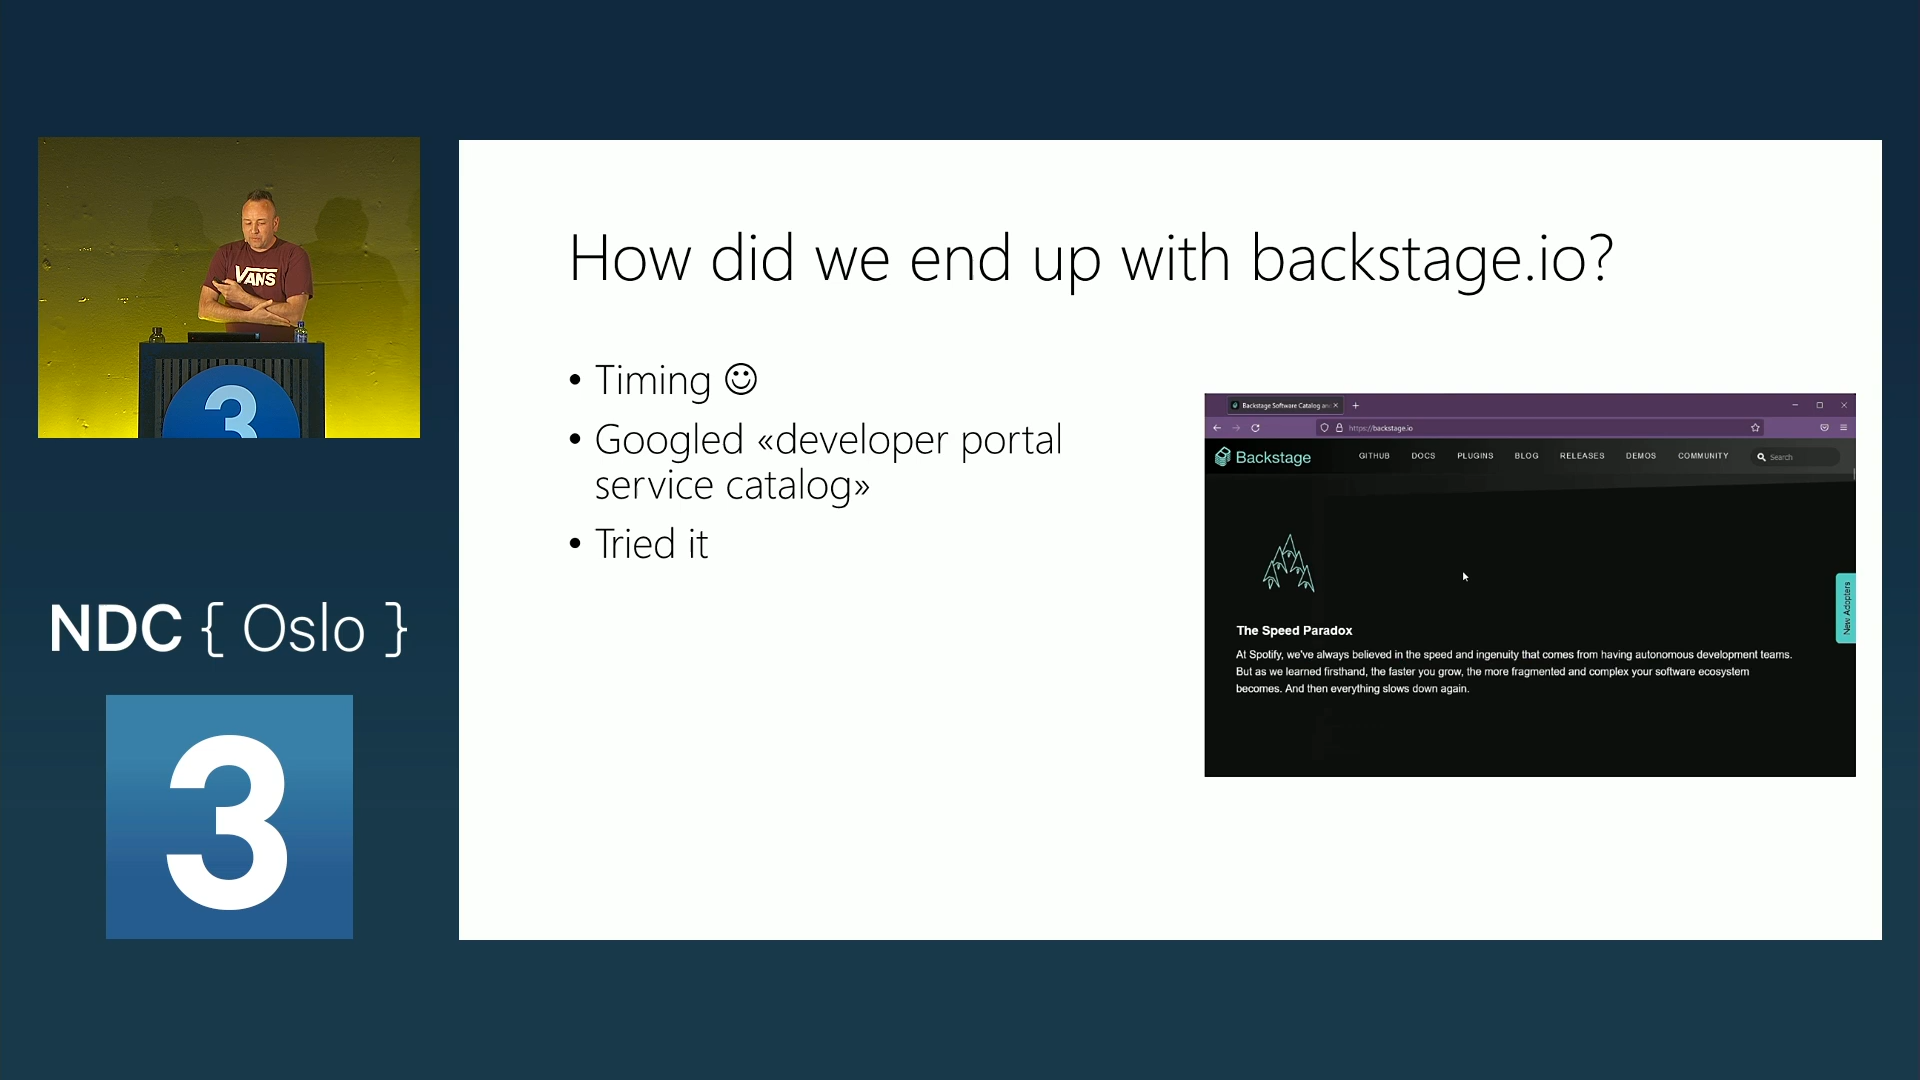 VANS
3
NDC { Oslo }
3
How did we end up with backstage.io?
• Timing ☺
• Googled «developer portal
service catalog»
• Tried it
Backstage Software Catalog an
https://backstage.io
Backstage
GITHUB DOCS PLUGINS BLOG RELEASES DEMOS COMMUNITY Search
New Adopters
The Speed Paradox
At Spotify, we've always believed in the speed and ingenuity that comes from having autonomous development teams.
But as we learned firsthand, the faster you grow, the more fragmented and complex your software ecosystem
becomes. And then everything slows down again.